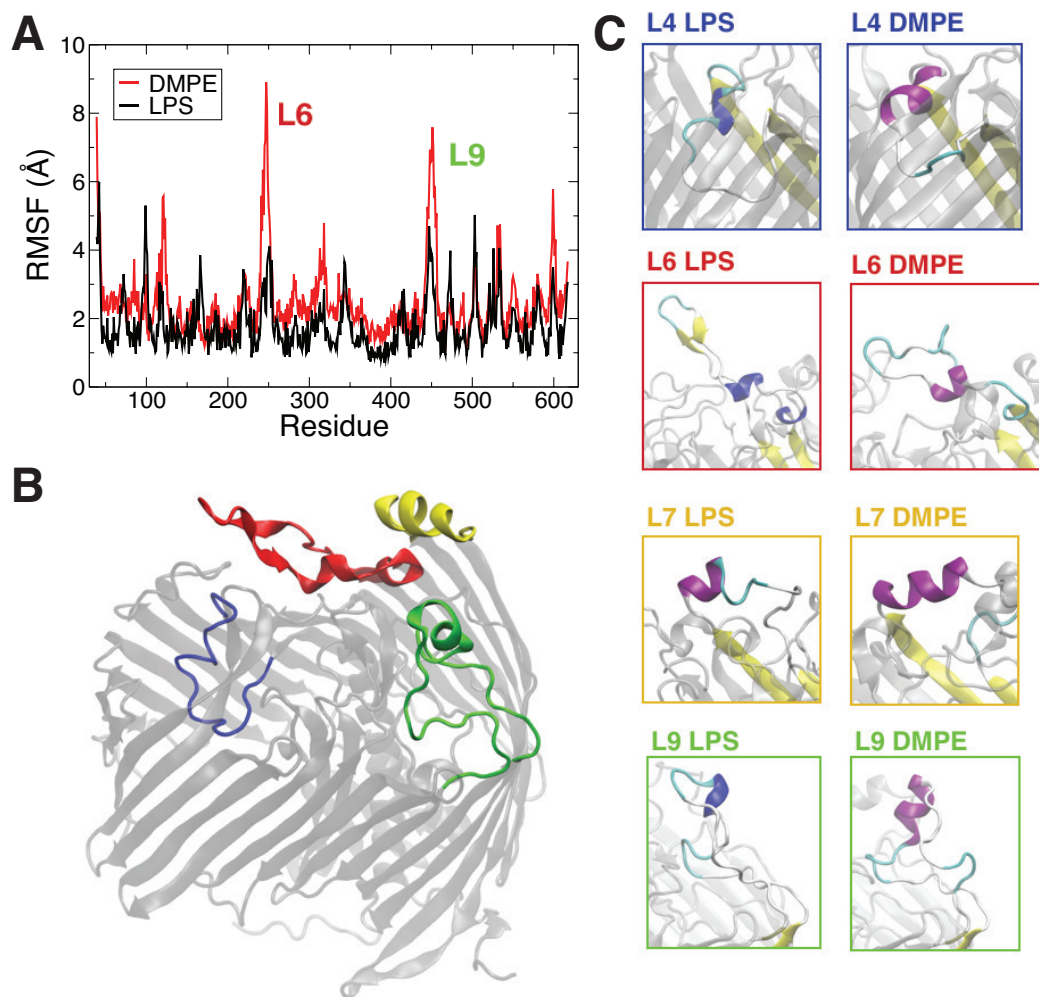 A
10
8
6
4
2
0
RMSF (Å)
DMPE
LPS
L6
L9
100 200 300 400 500 600
Residue
B
C
L4 LPS L4 DMPE
L6 LPS L6 DMPE
L7 LPS L7 DMPE
L9 LPS L9 DMPE